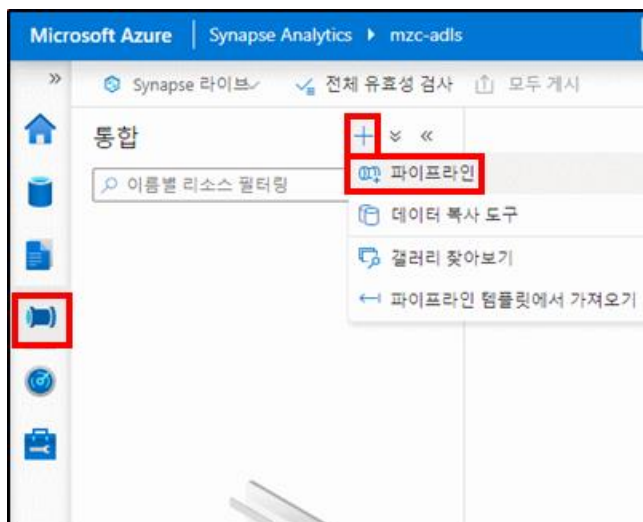 Microsoft Azure Synapse Analytics mzc-adls
Synapse 라이브 전체 유효성 검사 모두 게시
통합
이름별 리소스 필터링
파이프라인
데이터 복사 도구
갤러리 찾아보기
파이프라인 템플릿에서 가져오기